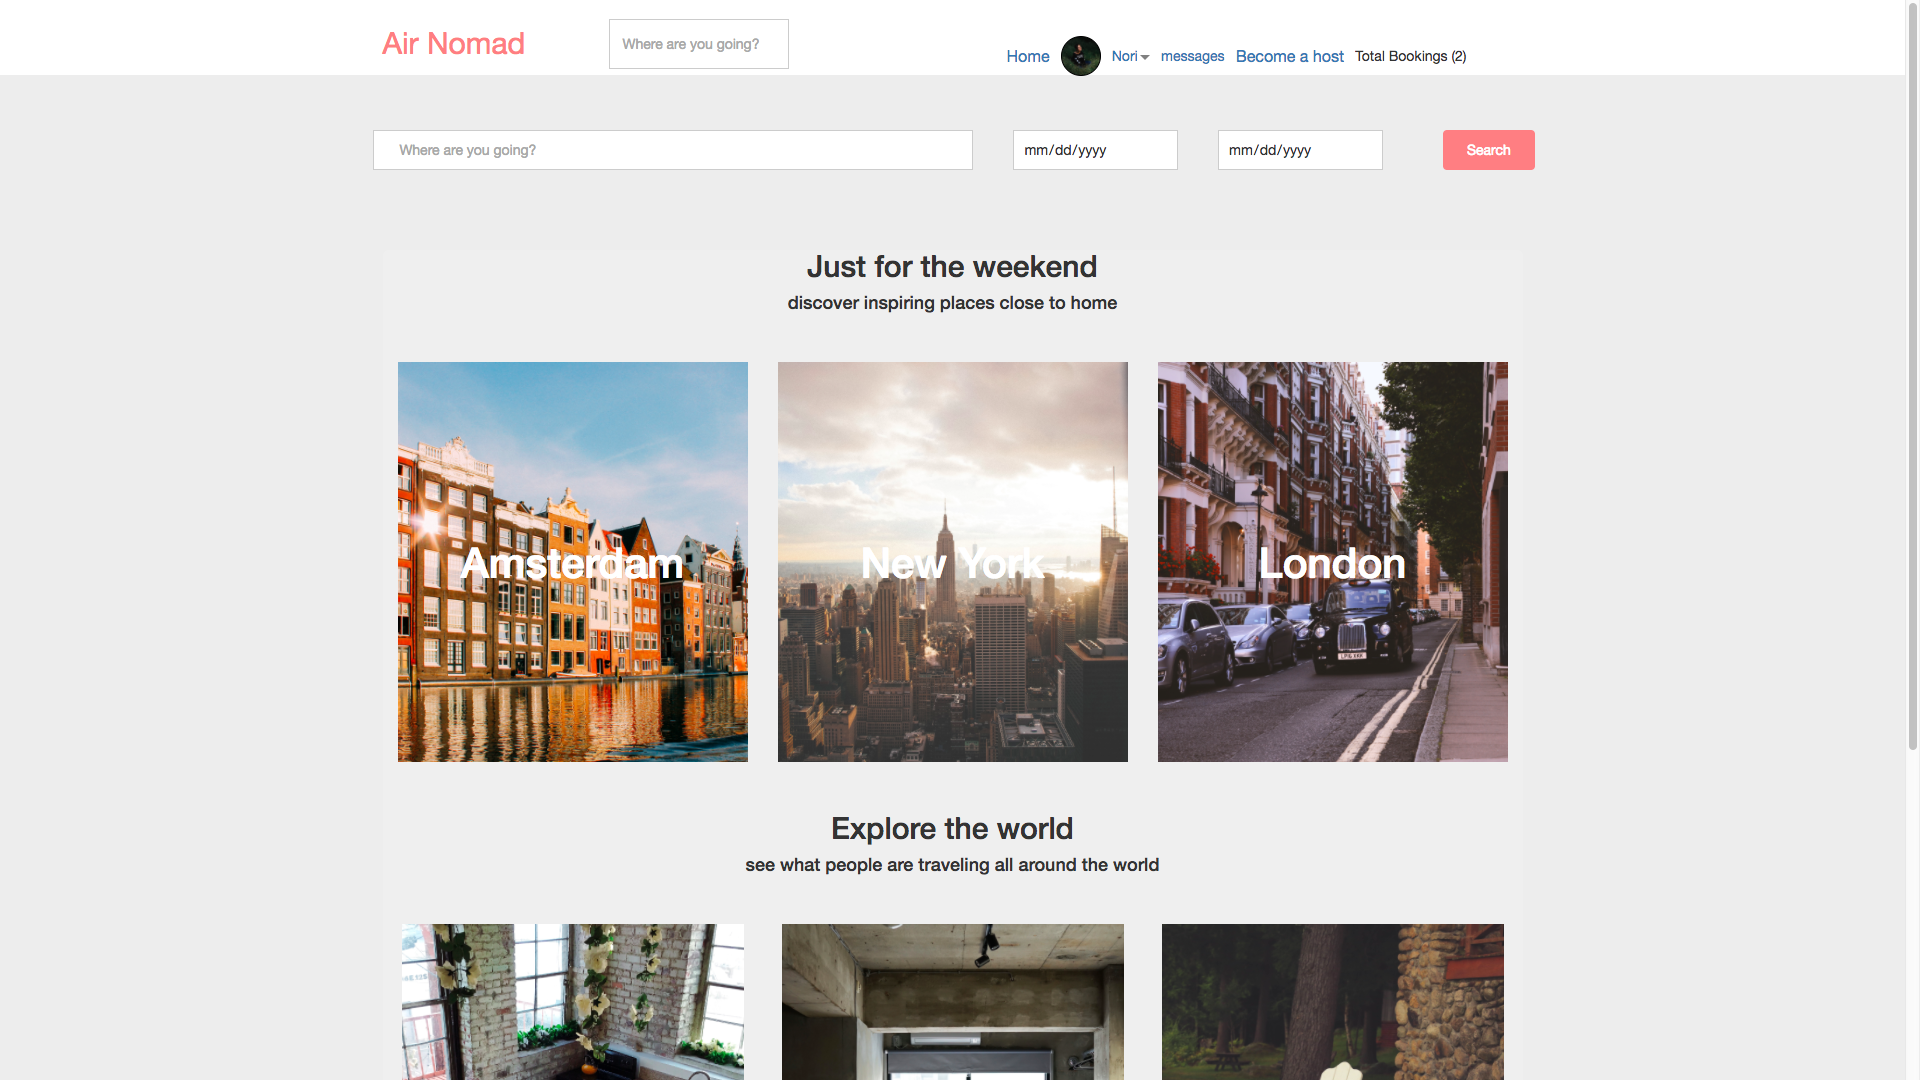 Air Nomad
Where are you going?
Home
Nori
messages
Become a host
Total Bookings (2)
Where are you going?
mm/dd/yyyy
mm/dd/yyyy
Search
Just for the weekend
discover inspiring places close to home
Amsterdam
New York
London
Explore the world
see what people are traveling all around the world